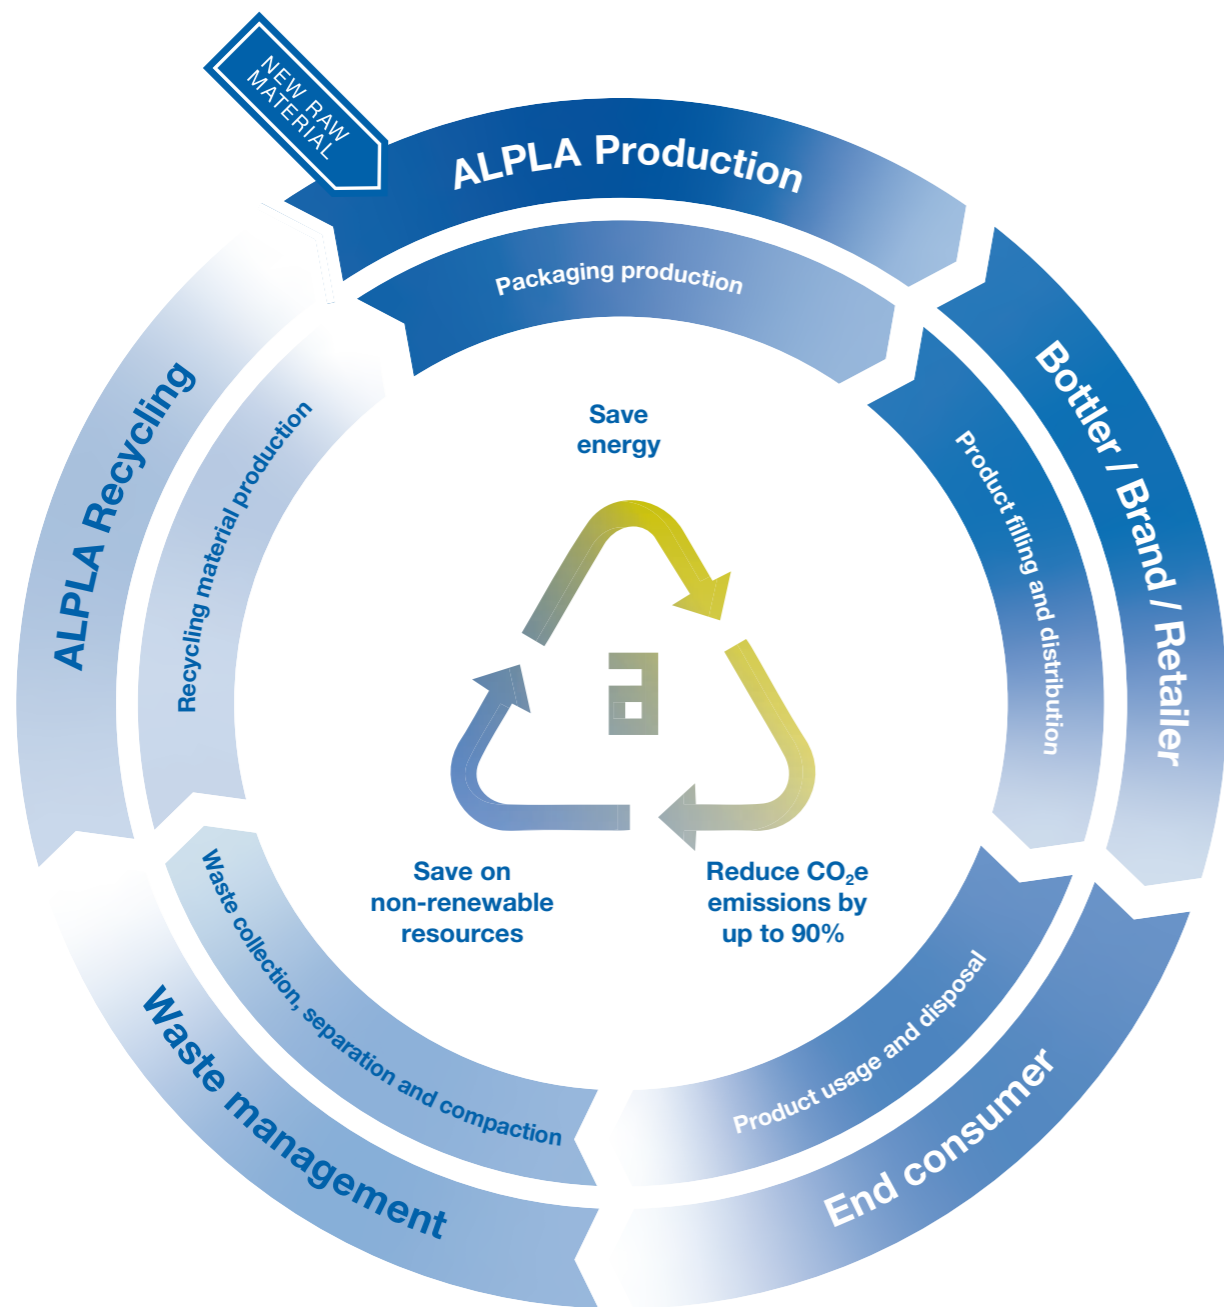 NEW RAW
MATERIAL
ALPLA Production
Packaging production
Bottler / Brand / Retailer
Product filling and distribution
End consumer
Product usage and disposal
Waste management
Waste collection, separation and compaction
ALPLA Recycling
Recycling material production
Save
energy
Reduce CO₂e
emissions by
up to 90%
Save on
non-renewable
resources
a